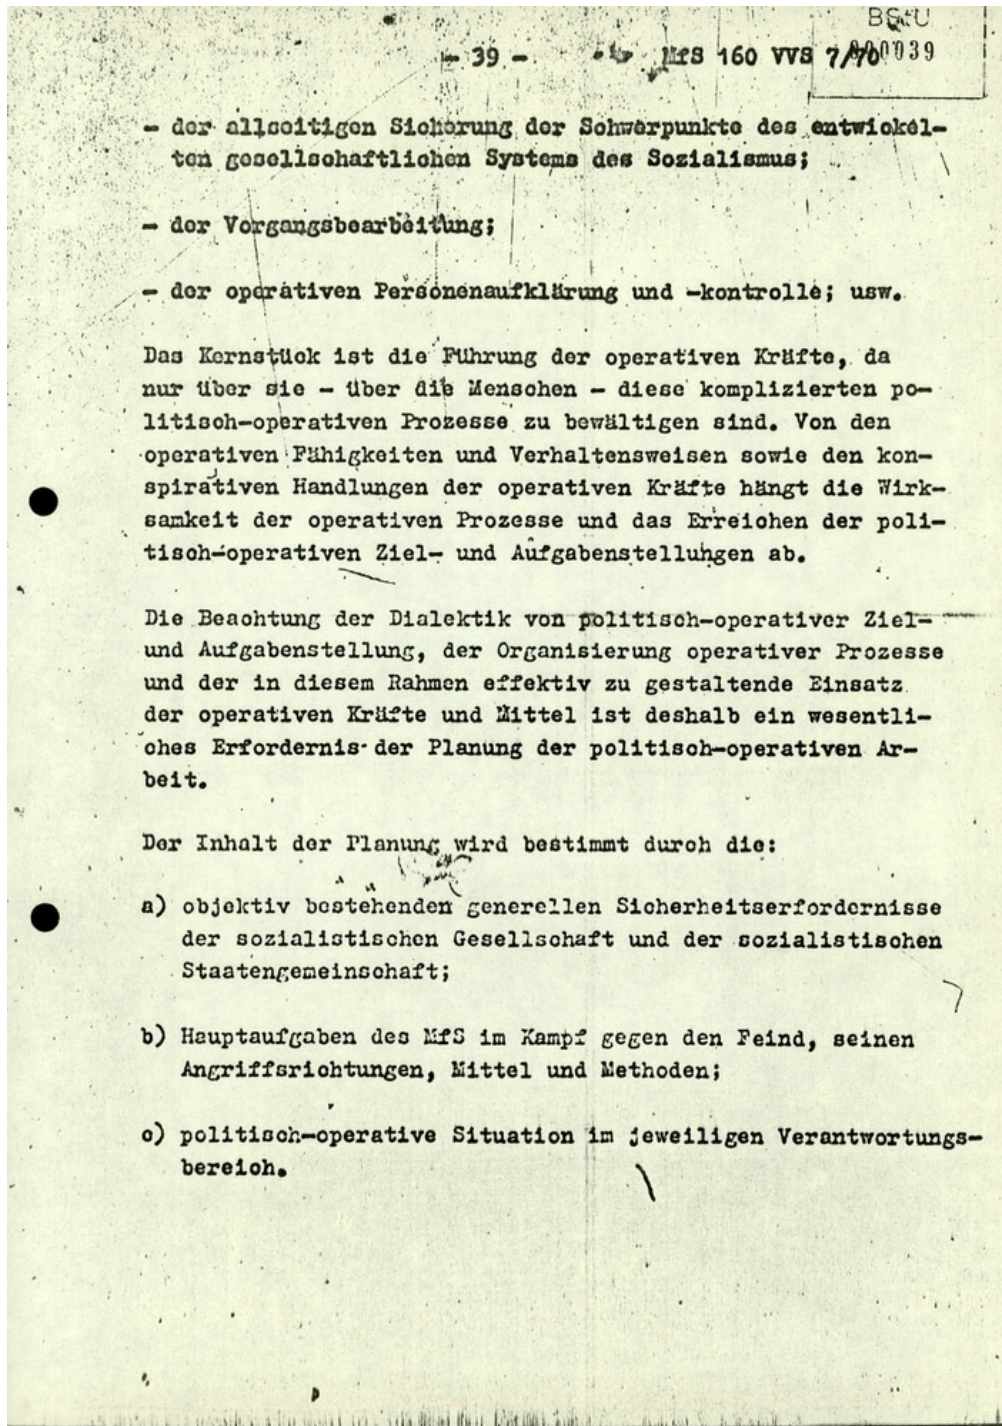 BStU
- 39 -
MfS 160 VVS 7/70
000039
- der allseitigen Sicherung der Schwerpunkte des entwickel-
ten gesellschaftlichen Systems des Sozialismus;
- der Vorgangsbearbeitung;
- der operativen Personenaufklärung und -kontrolle; usw.
Das Kernstück ist die Führung der operativen Kräfte, da
nur über sie - über die Menschen - diese komplizierten po-
litisch-operativen Prozesse zu bewältigen sind. Von den
operativen Fähigkeiten und Verhaltensweisen sowie den kon-
spirativen Handlungen der operativen Kräfte hängt die Wirk-
samkeit der operativen Prozesse und das Erreichen der poli-
tisch-operativen Ziel- und Aufgabenstellungen ab.
Die Beachtung der Dialektik von politisch-operativer Ziel-
und Aufgabenstellung, der Organisierung operativer Prozesse
und der in diesem Rahmen effektiv zu gestaltende Einsatz
der operativen Kräfte und Mittel ist deshalb ein wesentli-
ches Erfordernis der Planung der politisch-operativen Ar-
beit.
Der Inhalt der Planung wird bestimmt durch die:
a) objektiv bestehenden generellen Sicherheitserfordernisse
der sozialistischen Gesellschaft und der sozialistischen
Staatengemeinschaft;
b) Hauptaufgaben des MfS im Kampf gegen den Feind, seinen
Angriffsrichtungen, Mittel und Methoden;
c) politisch-operative Situation im jeweiligen Verantwortungs-
bereich.